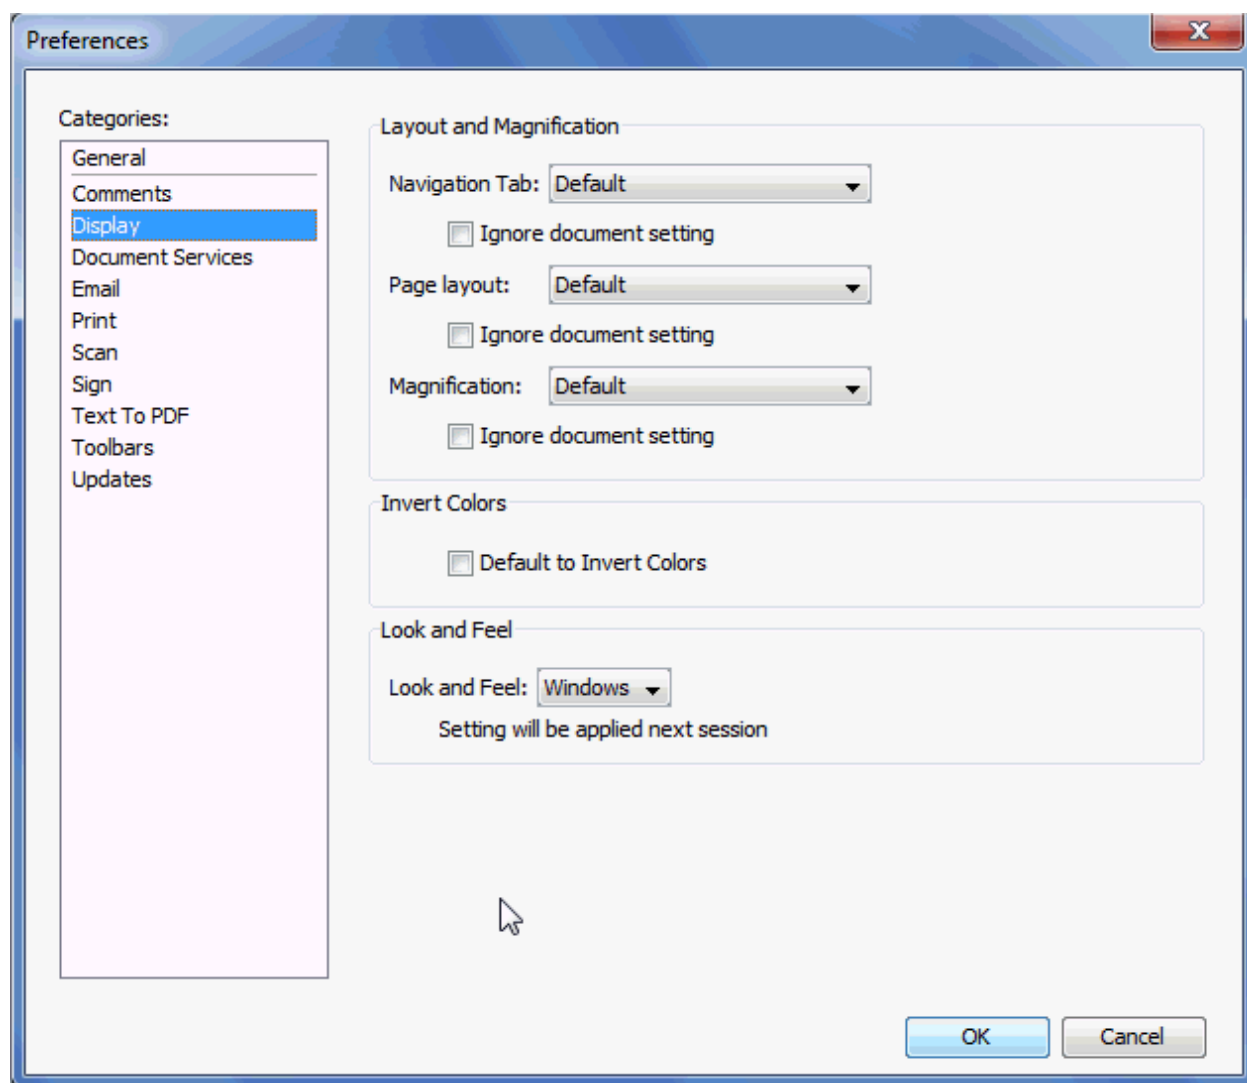 Preferences
Categories:
General
Comments
Display
Document Services
Email
Print
Scan
Sign
Text To PDF
Toolbars
Updates
Layout and Magnification
Navigation Tab: Default
Ignore document setting
Page layout: Default
Ignore document setting
Magnification: Default
Ignore document setting
Invert Colors
Default to Invert Colors
Look and Feel
Look and Feel: Windows
Setting will be applied next session
OK Cancel